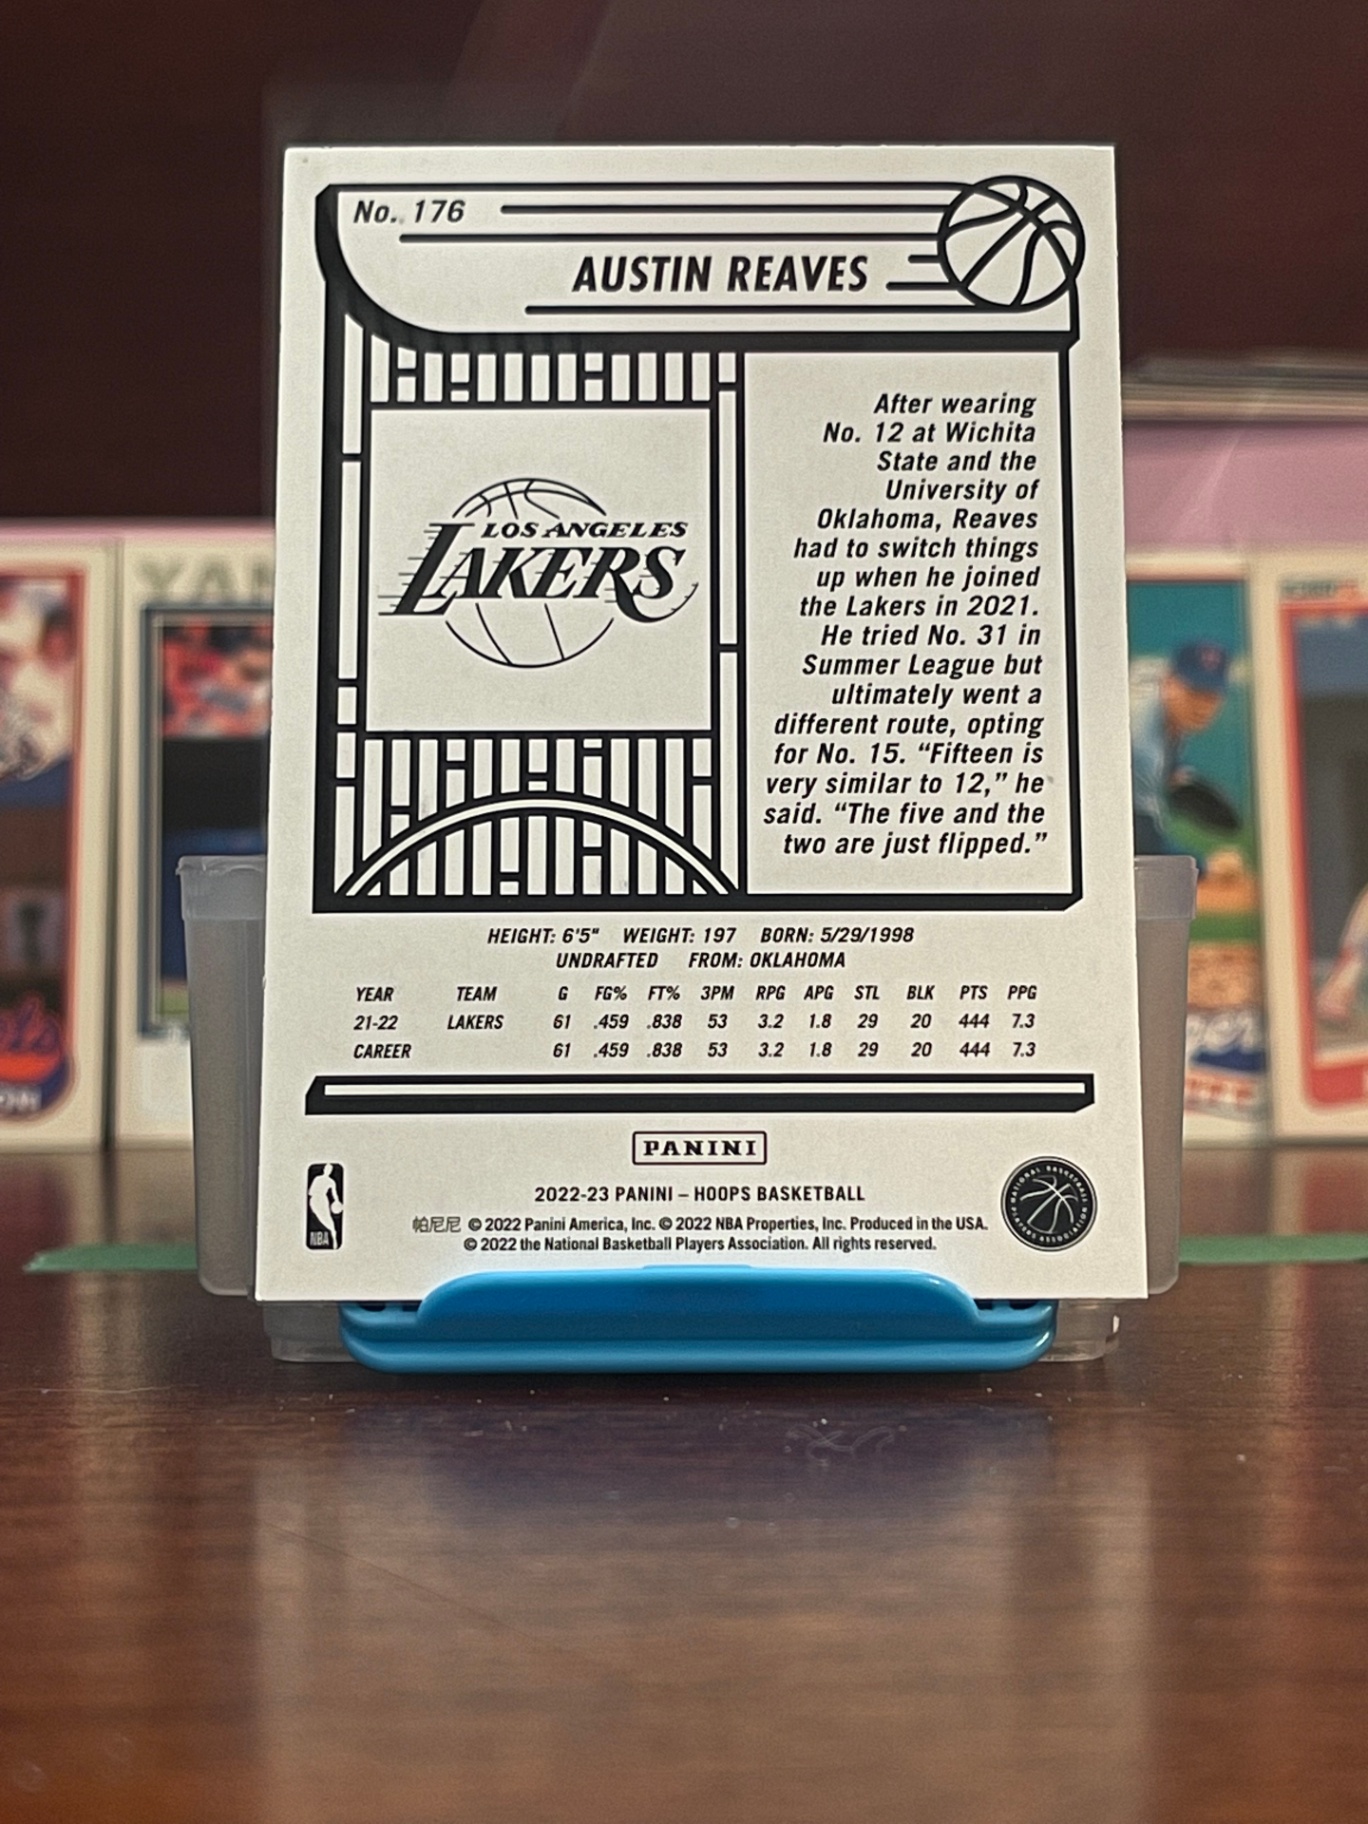 No. 176
AUSTIN REAVES
LOS ANGELES
LAKERS
After wearing
No. 12 at Wichita
State and the
University of
Oklahoma, Reaves
had to switch things
up when he joined
the Lakers in 2021.
He tried No. 31 in
Summer League but
ultimately went a
different route, opting
for No. 15. “Fifteen is
very similar to 12,” he
said. “The five and the
two are just flipped.”
HEIGHT: 6'5" WEIGHT: 197 BORN: 5/29/1998
UNDRAFTED FROM: OKLAHOMA
YEAR TEAM G FG% FT% 3PM RPG APG STL BLK PTS PPG
21-22 LAKERS 61 .459 .838 53 3.2 1.8 29 20 444 7.3
CAREER 61 .459 .838 53 3.2 1.8 29 20 444 7.3
PANINI
2022-23 PANINI – HOOPS BASKETBALL
帕尼尼 © 2022 Panini America, Inc. © 2022 NBA Properties, Inc. Produced in the USA.
© 2022 the National Basketball Players Association. All rights reserved.
NBA
NATIONAL BASKETBALL PLAYERS ASSOCIATION